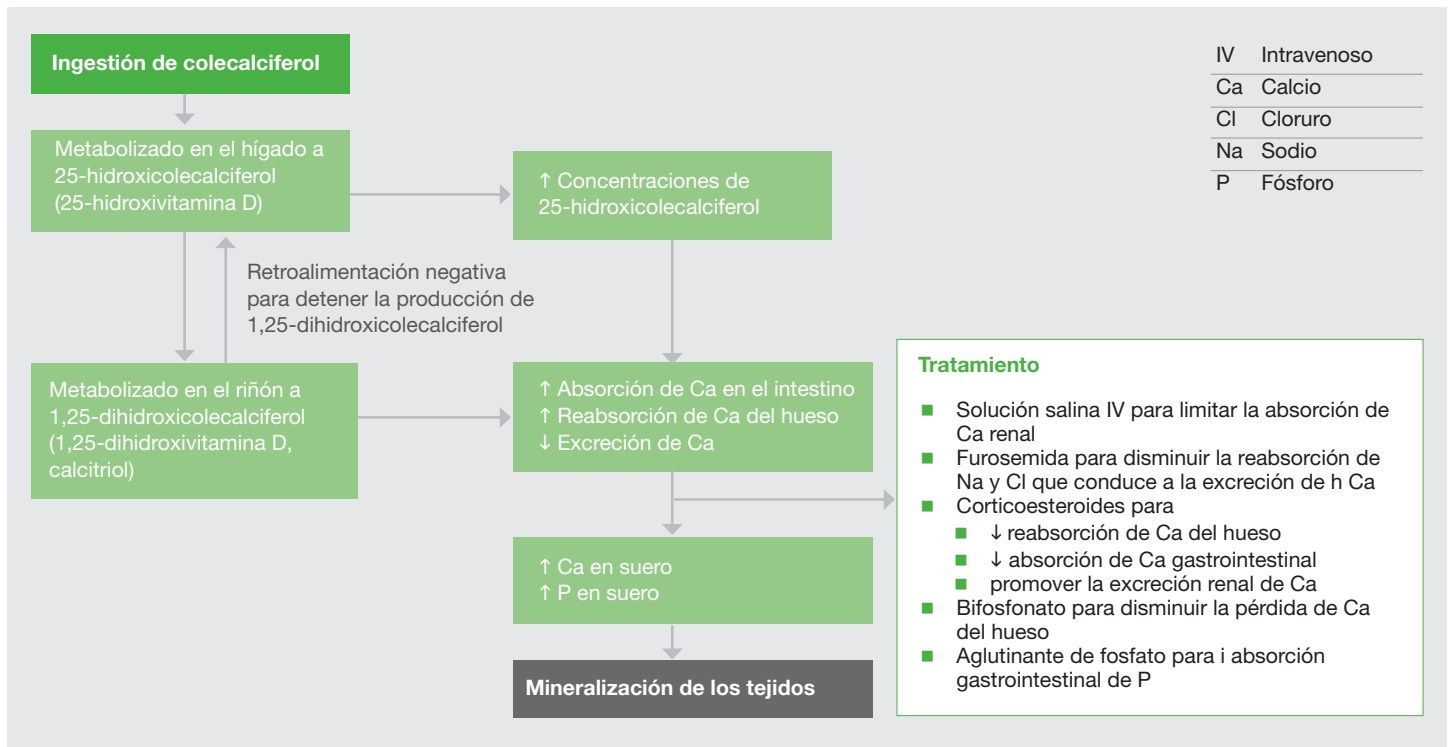 Ingestión de colecalciferol
Metabolizado en el hígado a
25-hidroxicolecalciferol
(25-hidroxivitamina D)
↑ Concentraciones de
25-hidroxicolecalciferol
Retroalimentación negativa
para detener la producción de
1,25-dihidroxicolecalciferol
Metabolizado en el riñón a
1,25-dihidroxicolecalciferol
(1,25-dihidroxivitamina D,
calcitriol)
↑ Absorción de Ca en el intestino
↑ Reabsorción de Ca del hueso
↓ Excreción de Ca
↑ Ca en suero
↑ P en suero
Mineralización de los tejidos
IV Intravenoso
Ca Calcio
Cl Cloruro
Na Sodio
P Fósforo
Tratamiento
■ Solución salina IV para limitar la absorción de
Ca renal
■ Furosemida para disminuir la reabsorción de
Na y Cl que conduce a la excreción de h Ca
■ Corticoesteroides para
■ ↓ reabsorción de Ca del hueso
■ ↓ absorción de Ca gastrointestinal
■ promover la excreción renal de Ca
■ Bifosfonato para disminuir la pérdida de Ca
del hueso
■ Aglutinante de fosfato para i absorción
gastrointestinal de P